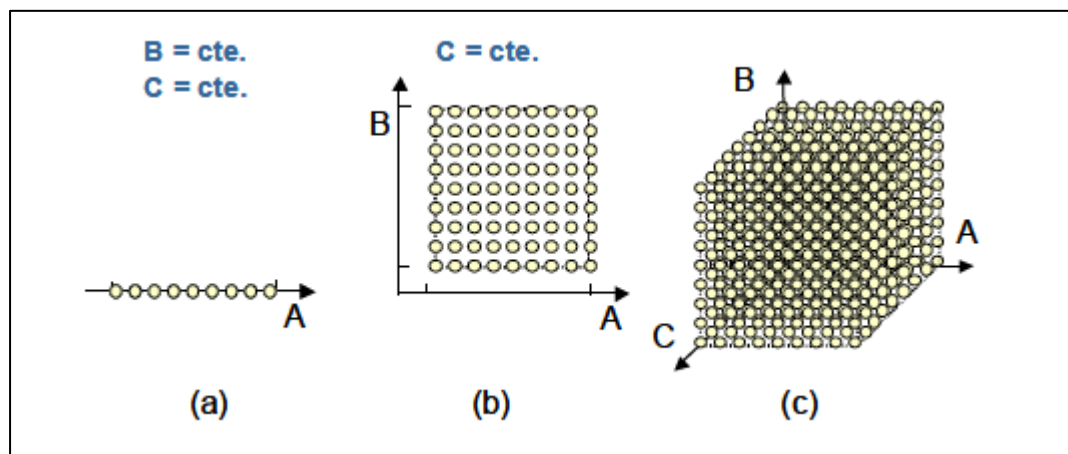 B = cte.
C = cte.
A
(a)
C = cte.
B
A
(b)
B
A
C
(c)